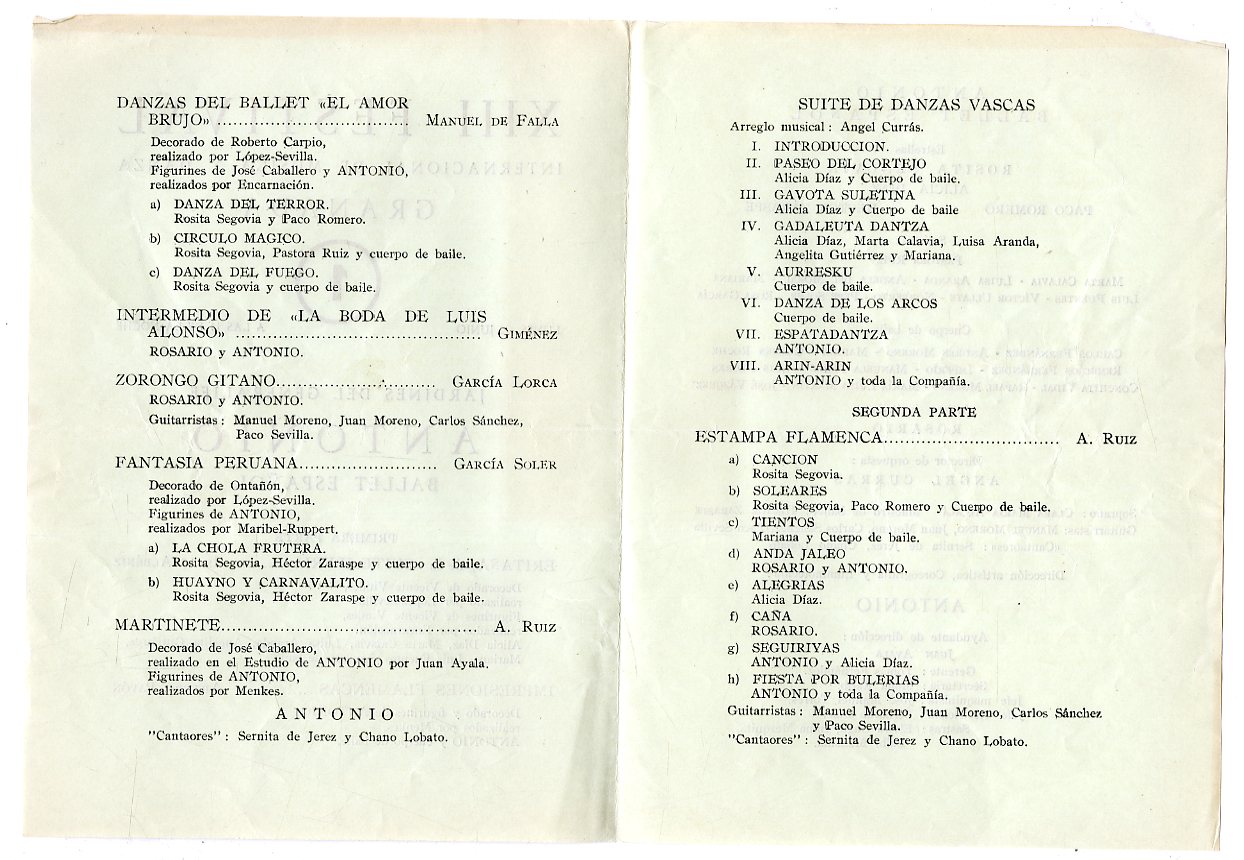 DANZAS DEL BALLET «EL AMOR
BRUJO» .................................... MANUEL DE FALLA
Decorado de Roberto Carpio,
realizado por López-Sevilla.
Figurines de José Caballero y ANTONIO,
realizados por Encarnación.
a) DANZA DEL TERROR.
Rosita Segovia y Paco Romero.
b) CIRCULO MAGICO.
Rosita Segovia, Pastora Ruiz y cuerpo de baile.
c) DANZA DEL FUEGO.
Rosita Segovia y cuerpo de baile.
INTERMEDIO DE «LA BODA DE LUIS
ALONSO» .............................................. GIMÉNEZ
ROSARIO y ANTONIO.
ZORONGO GITANO.............................. GARCÍA LORCA
ROSARIO y ANTONIO.
Guitarristas : Manuel Moreno, Juan Moreno, Carlos Sánchez,
Paco Sevilla.
FANTASIA PERUANA.......................... GARCÍA SOLER
Decorado de Ontañón,
realizado por López-Sevilla.
Figurines de ANTONIO,
realizados por Maribel-Ruppert.
a) LA CHOLA FRUTERA.
Rosita Segovia, Héctor Zaraspe y cuerpo de baile.
b) HUAYNO Y CARNAVALITO.
Rosita Segovia, Héctor Zaraspe y cuerpo de baile.
MARTINETE................................................ A. RUIZ
Decorado de José Caballero,
realizado en el Estudio de ANTONIO por Juan Ayala.
Figurines de ANTONIO,
realizados por Menkes.
ANTONIO
"Cantaores" : Sernita de Jerez y Chano Lobato.
SUITE DE DANZAS VASCAS
Arreglo musical : Angel Currás.
I. INTRODUCCION.
II. PASEO DEL CORTEJO
Alicia Díaz y Cuerpo de baile.
III. GAVOTA SULETINA
Alicia Díaz y Cuerpo de baile
IV. GADALEUTA DANTZA
Alicia Díaz, Marta Calavia, Luisa Aranda,
Angelita Gutiérrez y Mariana.
V. AURRESKU
Cuerpo de baile.
VI. DANZA DE LOS ARCOS
Cuerpo de baile.
VII. ESPATADANTZA
ANTONIO.
VIII. ARIN-ARIN
ANTONIO y toda la Compañía.
SEGUNDA PARTE
ESTAMPA FLAMENCA................................. A. RUIZ
a) CANCION
Rosita Segovia.
b) SOLEARES
Rosita Segovia, Paco Romero y Cuerpo de baile.
c) TIENTOS
Mariana y Cuerpo de baile.
d) ANDA JALEO
ROSARIO y ANTONIO.
e) ALEGRIAS
Alicia Díaz.
f) CAÑA
ROSARIO.
g) SEGUIRIYAS
ANTONIO y Alicia Díaz.
h) FIESTA POR BULERIAS
ANTONIO y toda la Compañía.
Guitarristas : Manuel Moreno, Juan Moreno, Carlos Sánchez
y Paco Sevilla.
"Cantaores" : Sernita de Jerez y Chano Lobato.